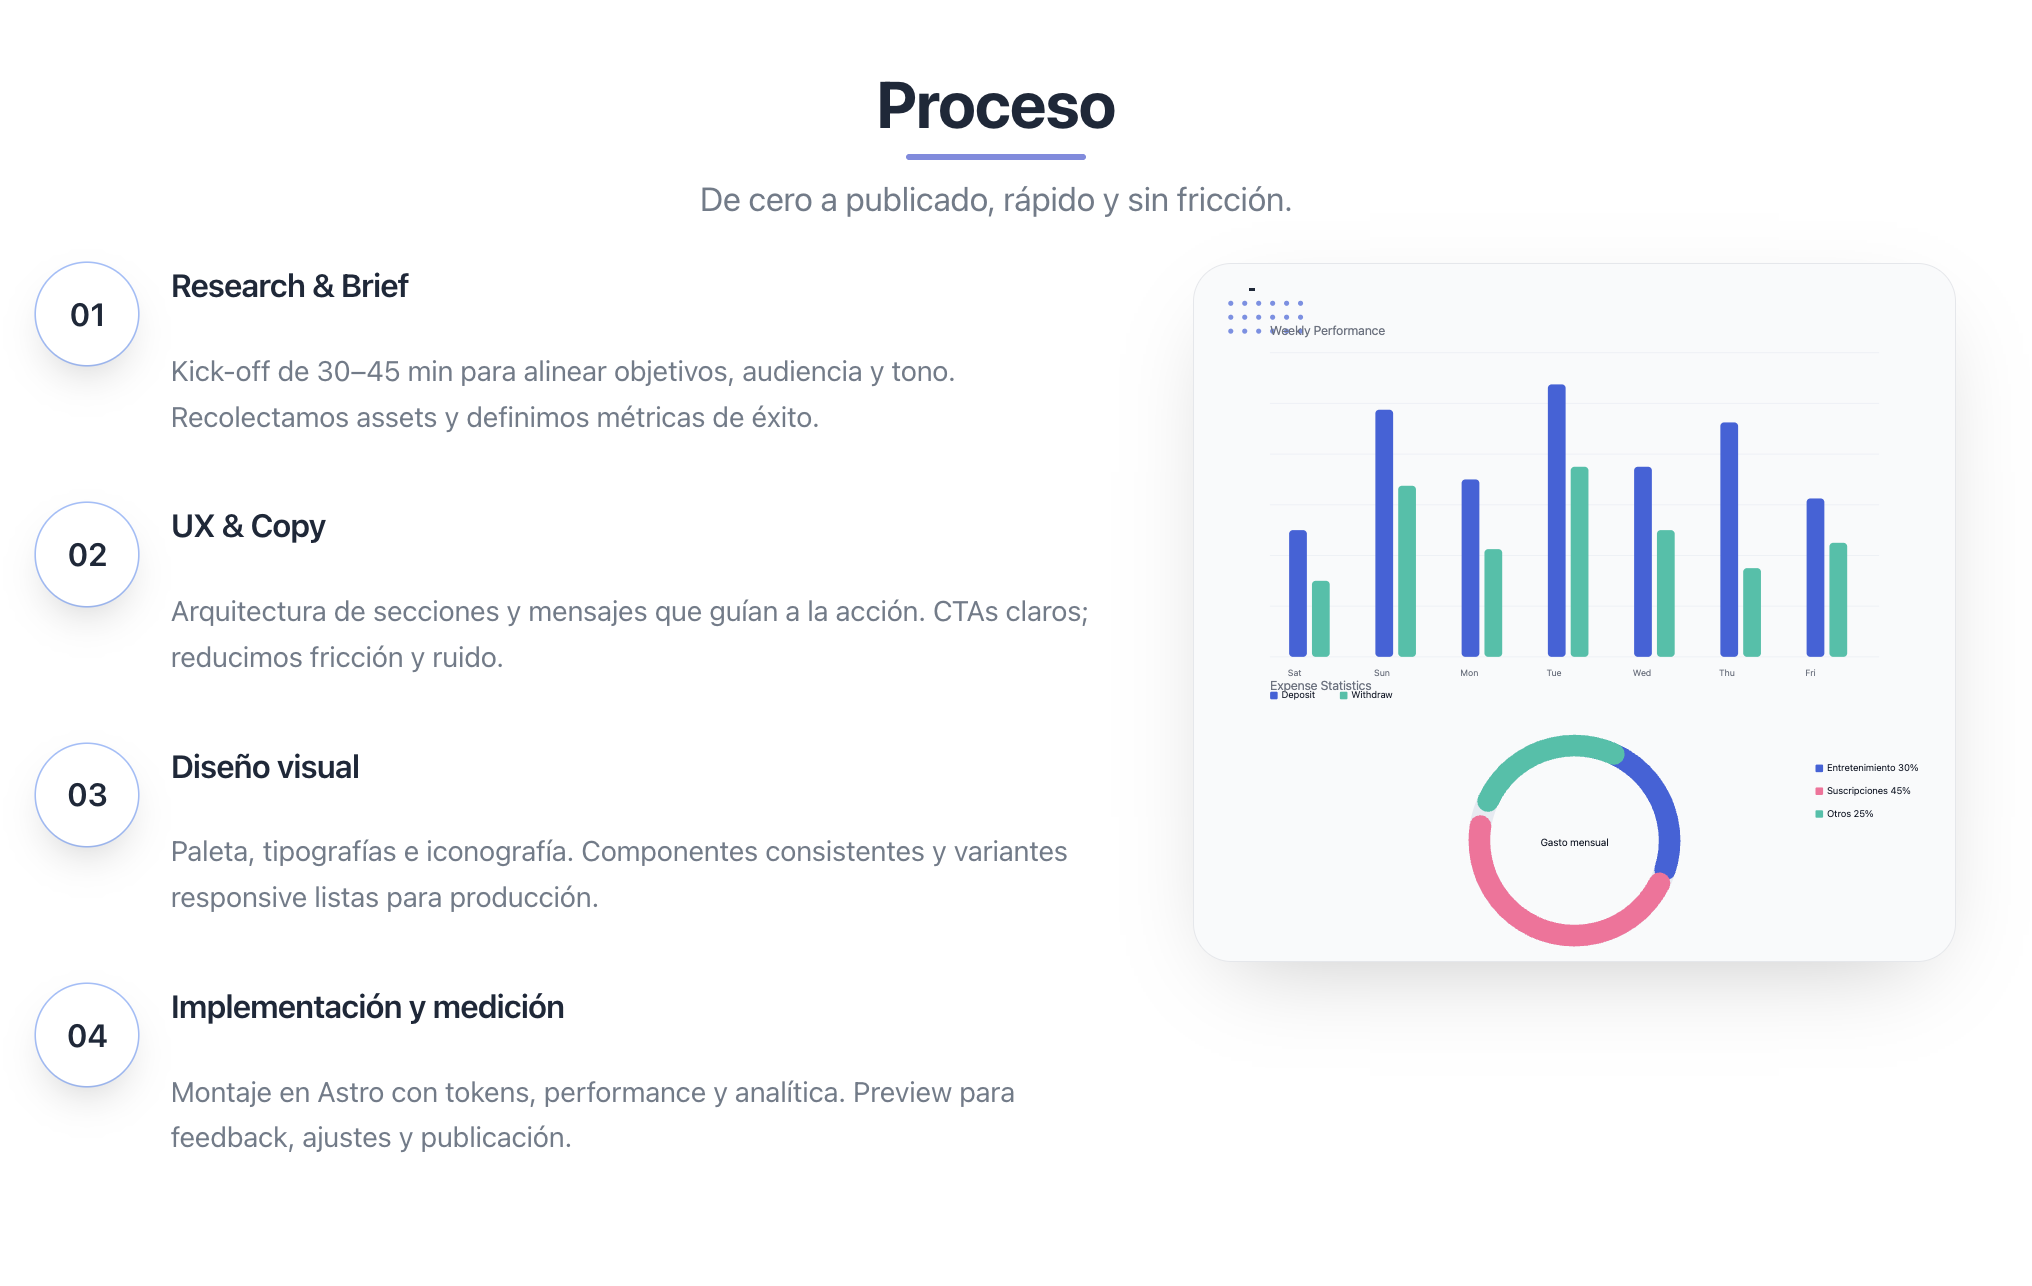 Proceso
De cero a publicado, rápido y sin fricción.
01
Research & Brief
Kick-off de 30–45 min para alinear objetivos, audiencia y tono.
Recolectamos assets y definimos métricas de éxito.
02
UX & Copy
Arquitectura de secciones y mensajes que guían a la acción. CTAs claros;
reducimos fricción y ruido.
03
Diseño visual
Paleta, tipografías e iconografía. Componentes consistentes y variantes
responsive listas para producción.
04
Implementación y medición
Montaje en Astro con tokens, performance y analítica. Preview para
feedback, ajustes y publicación.
Weekly Performance
Sat Sun Mon Tue Wed Thu Fri
Expense Statistics
Deposit Withdraw
Entretenimiento 30%
Suscripciones 45%
Otros 25%
Gasto mensual